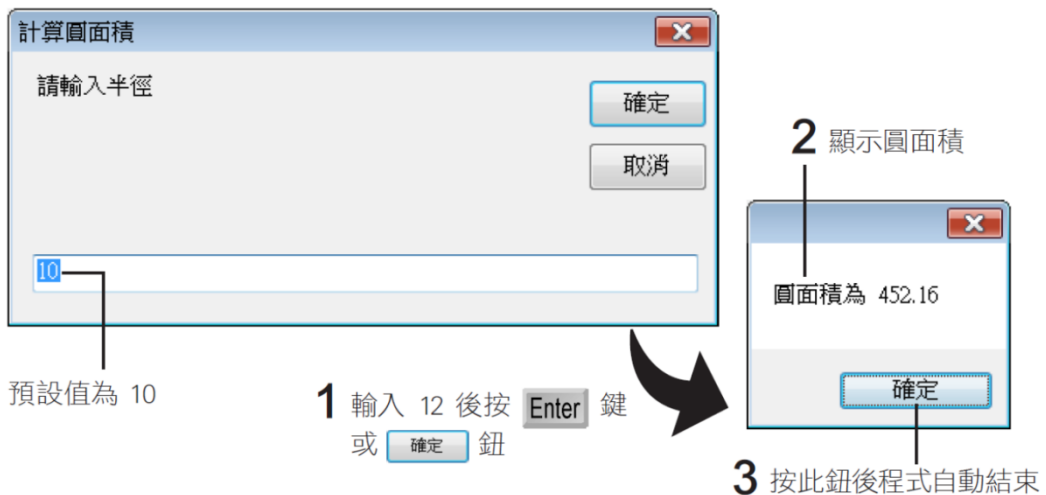 計算圓面積
請輸入半徑
確定
取消
10
預設值為 10
1 輸入 12 後按 Enter 鍵
或 確定 鈕
2 顯示圓面積
圓面積為 452.16
確定
3 按此鈕後程式自動結束